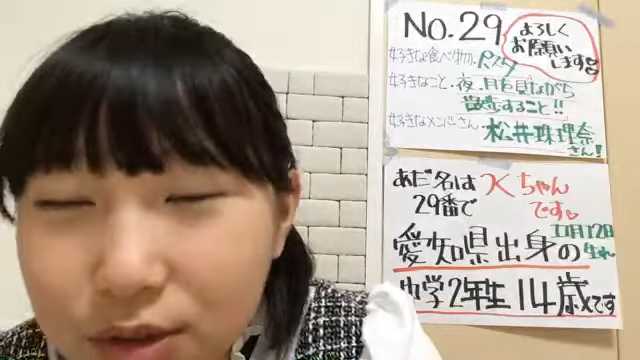 No.29
よろしく
お願い
します
好きな食べ物.パスタ
好きなこと.夜、月を見ながら
散歩すること!!
好きなメンバーさん.松井珠理奈
さん!
あだ名は
29番で
ちゃん
です
11月12日
生れ
愛知県出身の
中学2年生14歳です